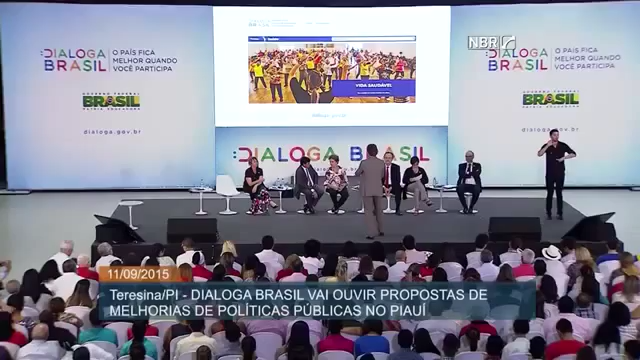 :DIALOGA
BRASIL
O PAÍS FICA
MELHOR QUANDO
VOCÊ PARTICIPA
GOVERNO FEDERAL
BRASIL
PÁTRIA EDUCADORA
dialoga.gov.br
VIDA SAUDÁVEL
NBR
:DIALOGA
BRASIL
O PAÍS FICA
MELHOR QUANDO
VOCÊ PARTICIPA
GOVERNO FEDERAL
BRASIL
PÁTRIA EDUCADORA
dialoga.gov.br
:DIALOGA BRASIL
11/09/2015
Teresina/PI - DIALOGA BRASIL VAI OUVIR PROPOSTAS DE
MELHORIAS DE POLÍTICAS PÚBLICAS NO PIAUÍ